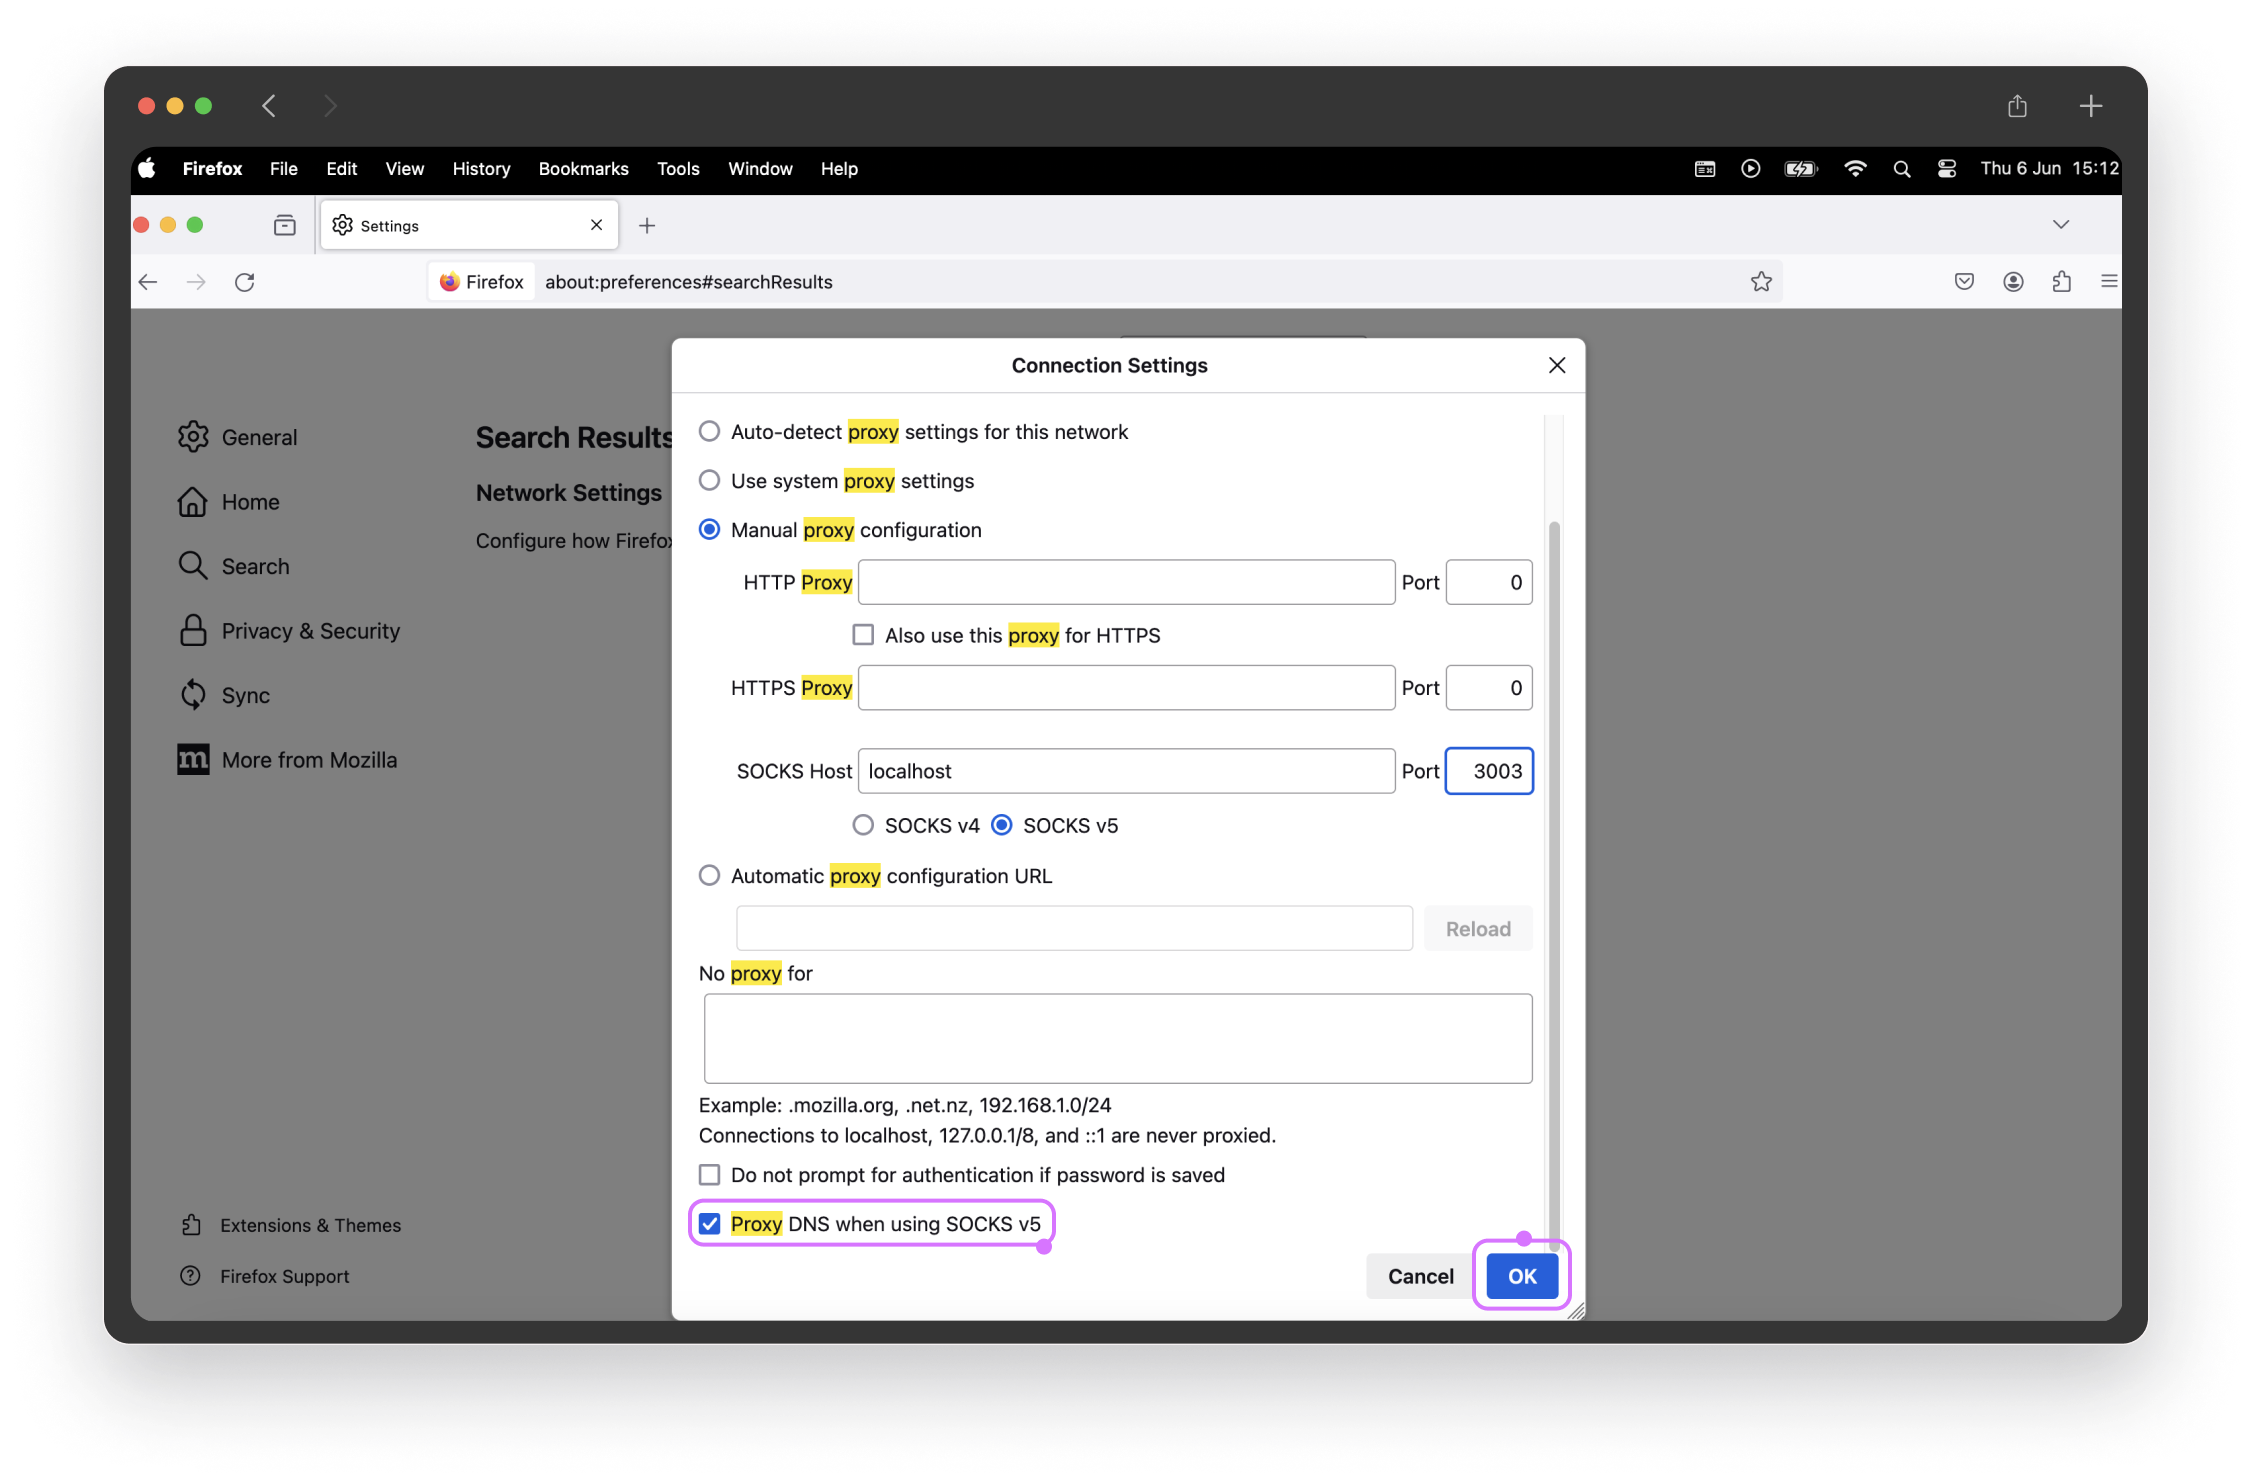 Firefox File Edit View History Bookmarks Tools Window Help Thu 6 Jun 15:12
Settings
Firefox about:preferences#searchResults
Connection Settings
General
Home
Search
Privacy & Security
Sync
m More from Mozilla
Extensions & Themes
Firefox Support
Search Results
Network Settings
Configure how Firefox
Auto-detect proxy settings for this network
Use system proxy settings
Manual proxy configuration
HTTP Proxy Port 0
Also use this proxy for HTTPS
HTTPS Proxy Port 0
SOCKS Host localhost Port 3003
SOCKS v4 SOCKS v5
Automatic proxy configuration URL
Reload
No proxy for
Example: .mozilla.org, .net.nz, 192.168.1.0/24
Connections to localhost, 127.0.0.1/8, and ::1 are never proxied.
Do not prompt for authentication if password is saved
Proxy DNS when using SOCKS v5
Cancel OK